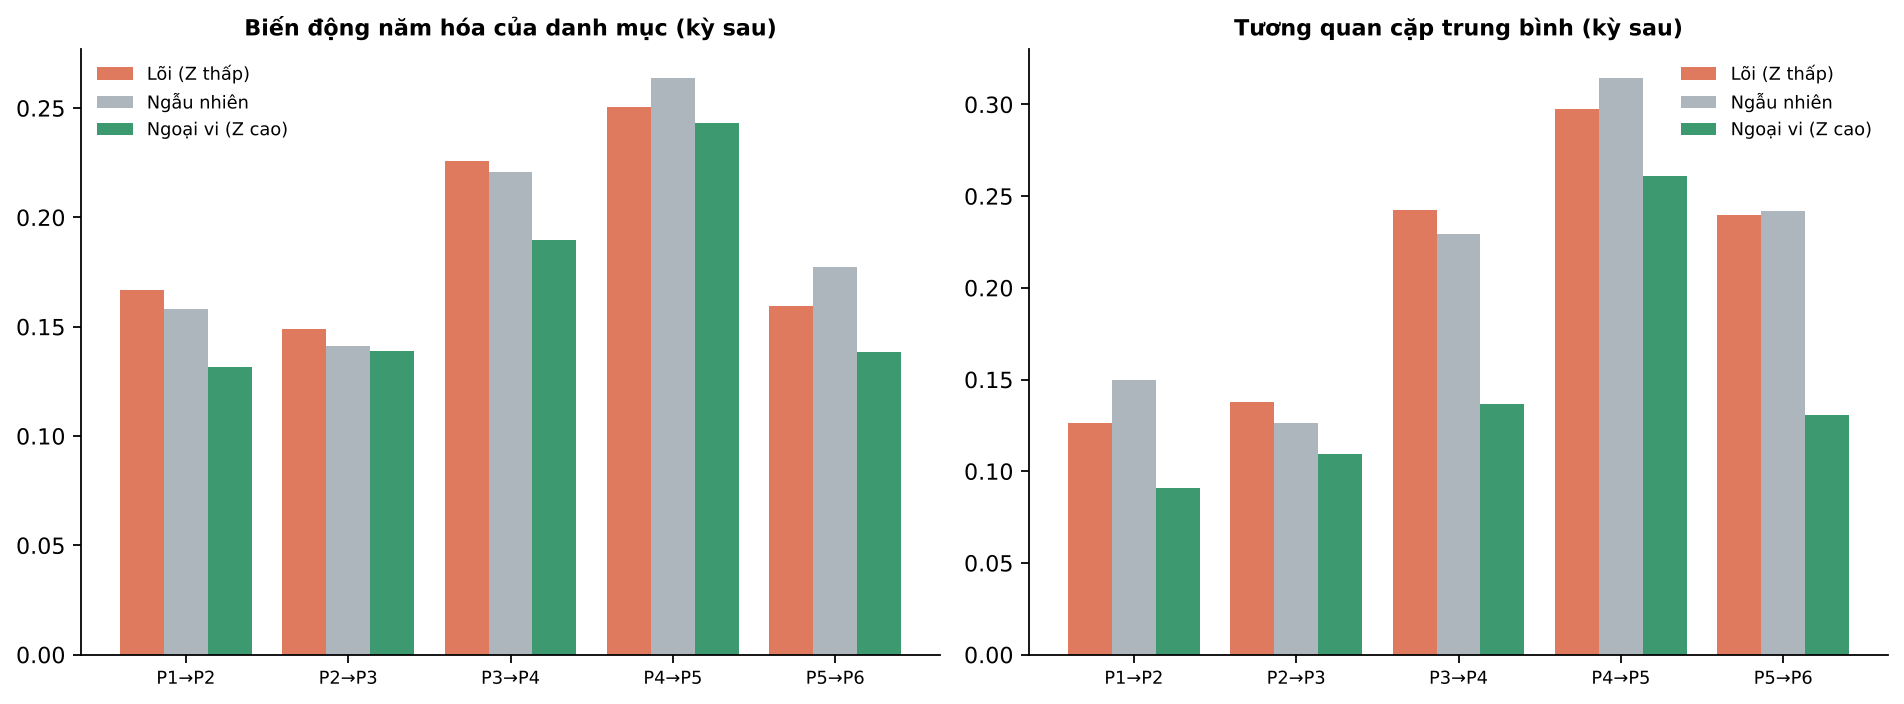 Biến động năm hóa của danh mục (kỳ sau)
Lõi (Z thấp)
Ngẫu nhiên
Ngoại vi (Z cao)
0.25
0.20
0.15
0.10
0.05
0.00
P1→P2 P2→P3 P3→P4 P4→P5 P5→P6
Tương quan cặp trung bình (kỳ sau)
Lõi (Z thấp)
Ngẫu nhiên
Ngoại vi (Z cao)
0.30
0.25
0.20
0.15
0.10
0.05
0.00
P1→P2 P2→P3 P3→P4 P4→P5 P5→P6